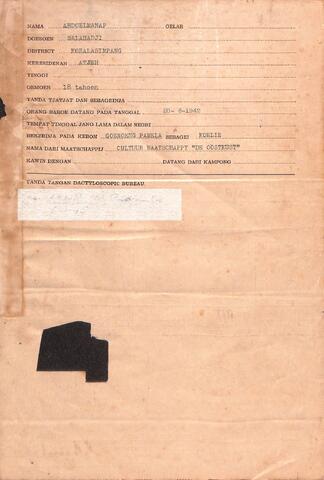 NAMA ABDOELMANAP GELAR
DOESOEN BALAHADJI
DISTRICT KOEALASIMPANG
KERESIDENAN ATJEH
TINGGI
OEMOER 18 tahoen
TANDA TJATJAT DAN SEBAGEINJA
ORANG BAROE DATANG PADA TANGGAL 20- 6-1942
TEMPAT TINGGAL JANG LAMA DALAM NEGRI
BEKERDJA PADA KEBON GOENOENG PAMELA SEBAGEI KOELIE
NAMA DARI MAATSCHAPPIJ CULTUUR MAATSCHAPPY "DE OOSTKUST"
KAWIN DENGAN DATANG DARI KAMPONG
TANDA TANGAN DACTYLOSCOPIC BUREAU.